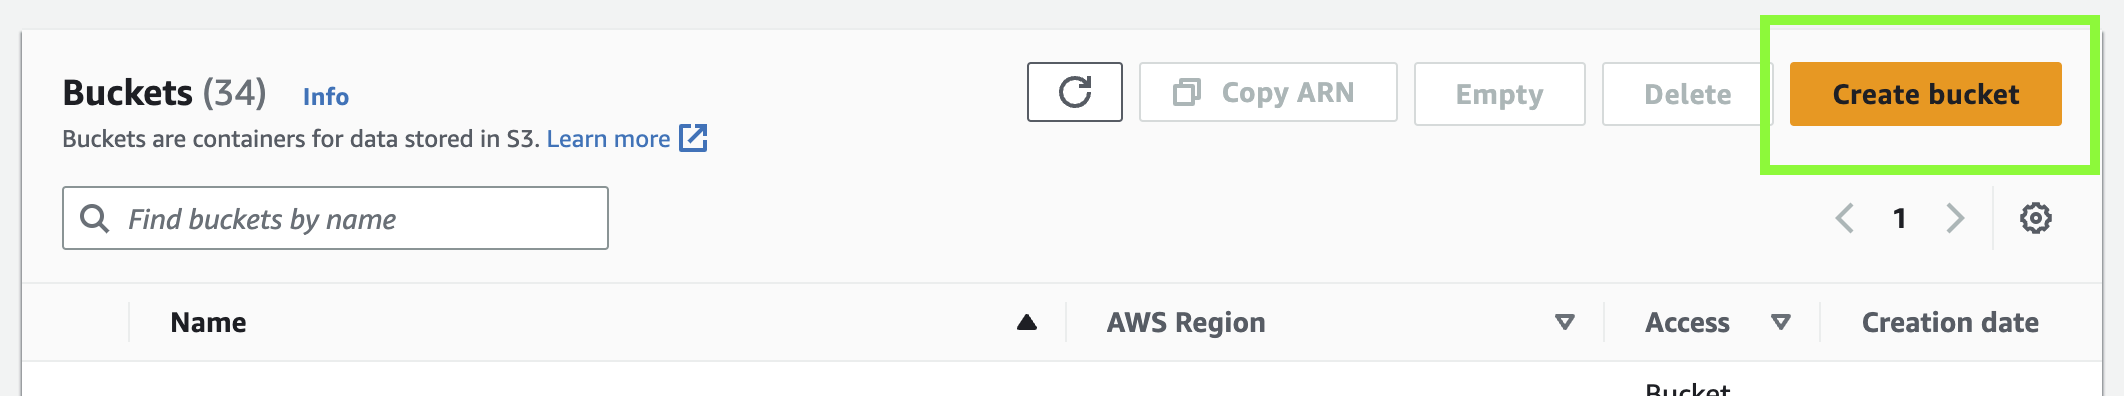 Buckets (34) Info
Copy ARN
Empty
Delete
Create bucket
Buckets are containers for data stored in S3. Learn more
Find buckets by name
1
Name
AWS Region
Access
Creation date
Bucket